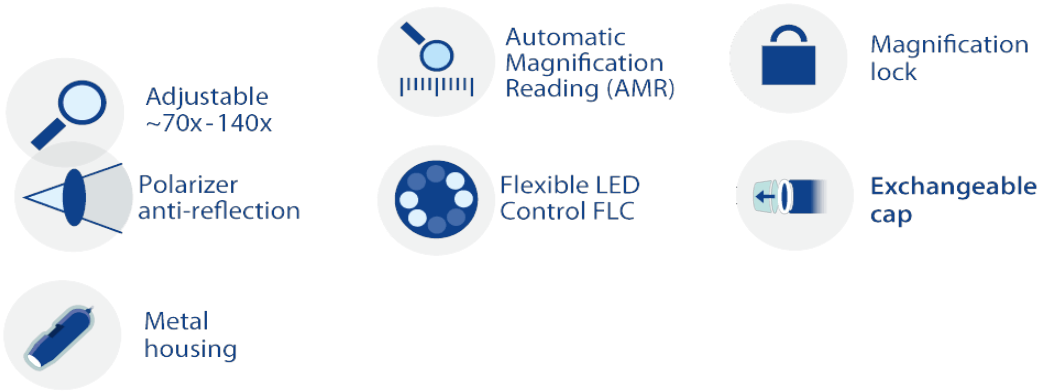 Adjustable
~70x-140x
Polarizer
anti-reflection
Metal
housing
Automatic
Magnification
Reading (AMR)
Flexible LED
Control FLC
Magnification
lock
Exchangeable
cap